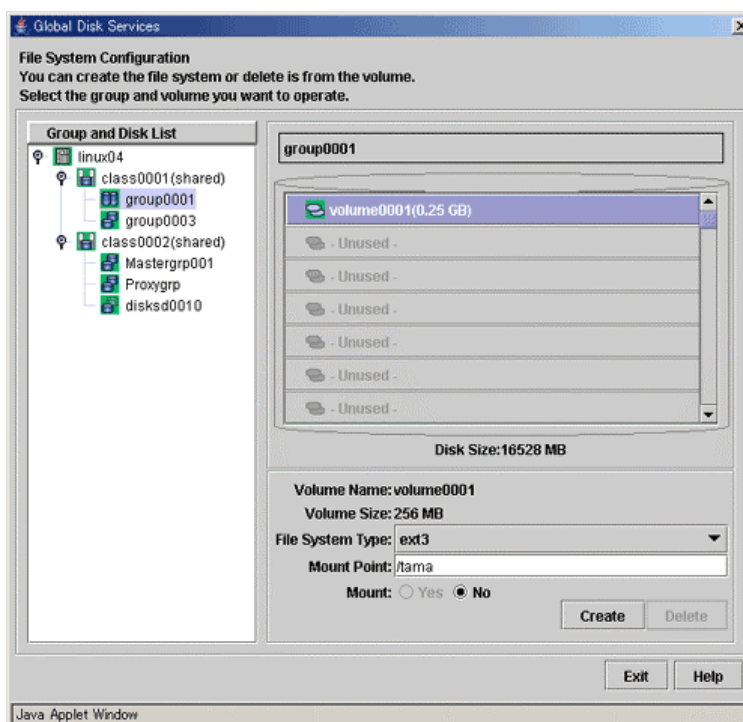 Global Disk Services
File System Configuration
You can create the file system or delete is from the volume.
Select the group and volume you want to operate.
Group and Disk List
linux04
class0001(shared)
group0001
group0003
class0002(shared)
Mastergrp001
Proxygrp
disksd0010
group0001
volume0001(0.25 GB)
- Unused -
- Unused -
- Unused -
- Unused -
- Unused -
- Unused -
Disk Size:16528 MB
Volume Name: volume0001
Volume Size: 256 MB
File System Type: ext3
Mount Point: /tama
Mount: Yes No
Create Delete
Exit Help
Java Applet Window